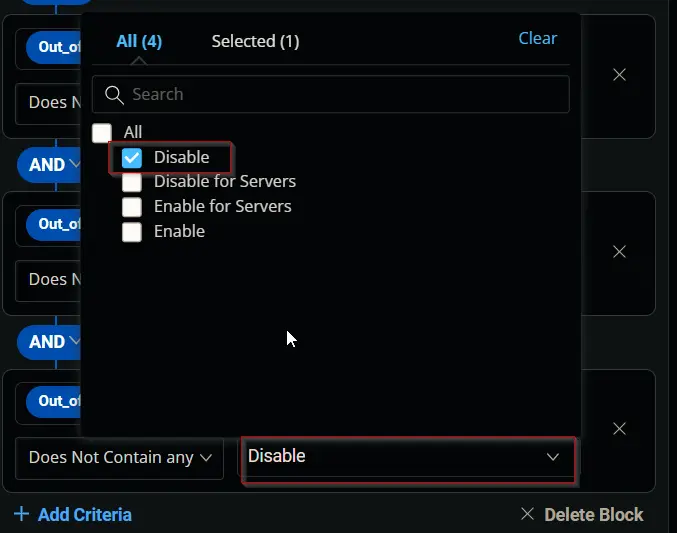 All (4)
Selected (1)
Clear
Search
All
Disable
Disable for Servers
Enable for Servers
Enable
Out_of
Does N
AND
Out_of
Does N
AND
Out_of
Does Not Contain any
Disable
Add Criteria
Delete Block